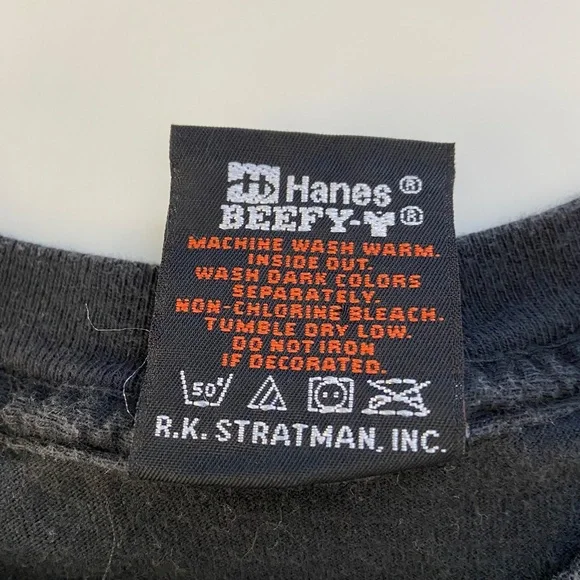 Hanes®
BEEFY-T®
MACHINE WASH WARM.
INSIDE OUT.
WASH DARK COLORS
SEPARATELY.
NON-CHLORINE BLEACH.
TUMBLE DRY LOW.
DO NOT IRON
IF DECORATED.
50°
R.K. STRATMAN, INC.